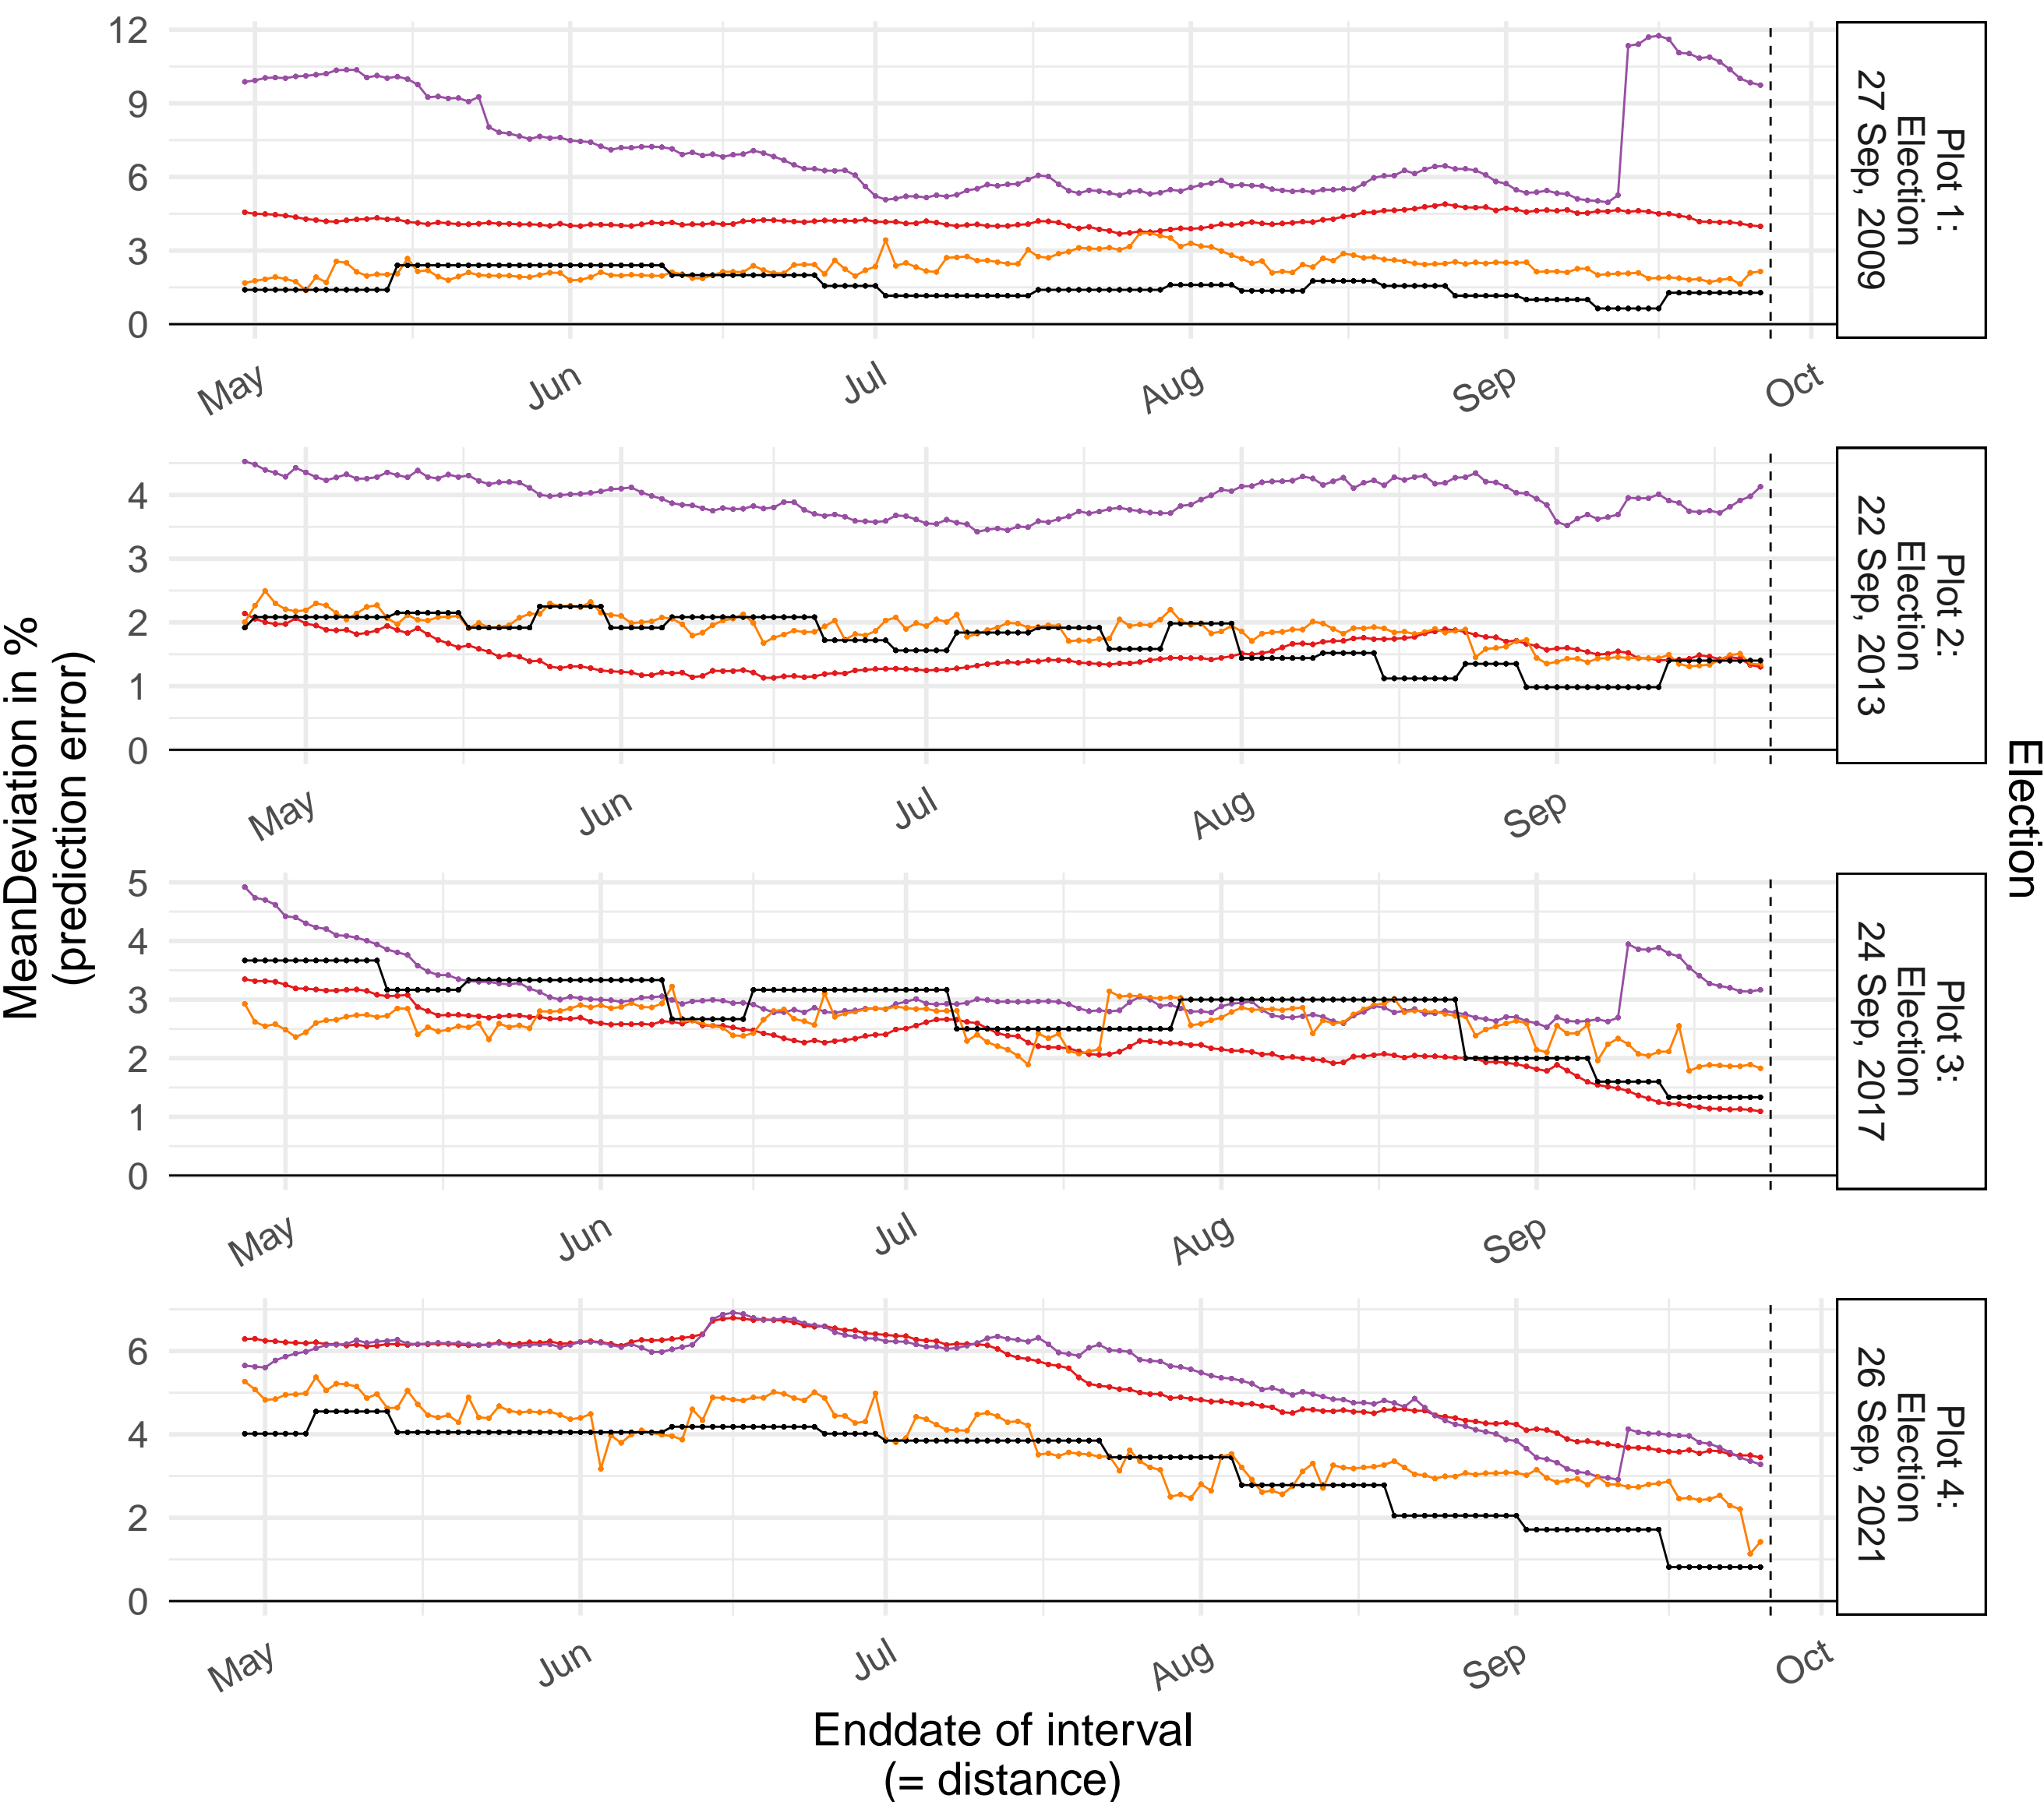 MeanDeviation in %
(prediction error)
12
9
6
3
0
May
Jun
Jul
Aug
Sep
Oct
Plot 1:
Election
27 Sep, 2009
4
3
2
1
0
May
Jun
Jul
Aug
Sep
Plot 2:
Election
22 Sep, 2013
5
4
3
2
1
0
May
Jun
Jul
Aug
Sep
Plot 3:
Election
24 Sep, 2017
6
4
2
0
May
Jun
Jul
Aug
Sep
Oct
Plot 4:
Election
26 Sep, 2021
Election
Enddate of interval
(= distance)